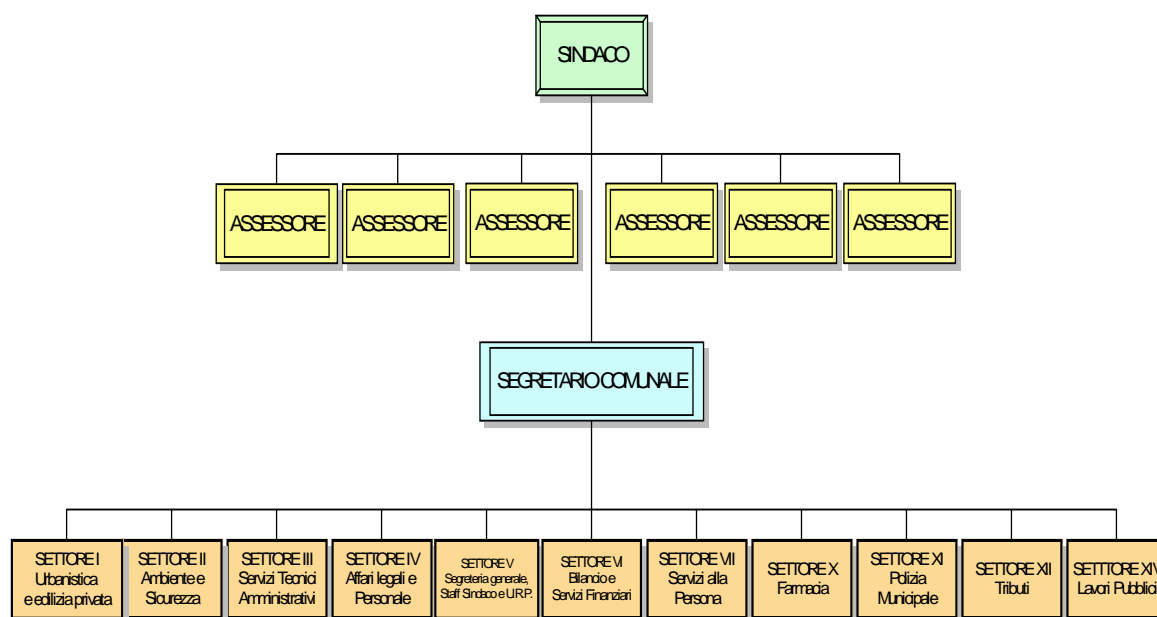 SINDACO
ASSESSORE
ASSESSORE
ASSESSORE
ASSESSORE
ASSESSORE
ASSESSORE
SEGRETARIO COMUNALE
SETTORE I
Urbanistica
e edilizia privata
SETTORE II
Ambiente e
Sicurezza
SETTORE III
Servizi Tecnici
Amministrativi
SETTORE IV
Affari legali e
Personale
SETTORE V
Segreteria generale,
Staff Sindaco e U.R.P.
SETTORE VI
Bilancio e
Servizi Finanziari
SETTORE VII
Servizi alla
Persona
SETTORE X
Farmacia
SETTORE XI
Polizia
Municipale
SETTORE XII
Tributi
SETTTORE XIV
Lavori Pubblici